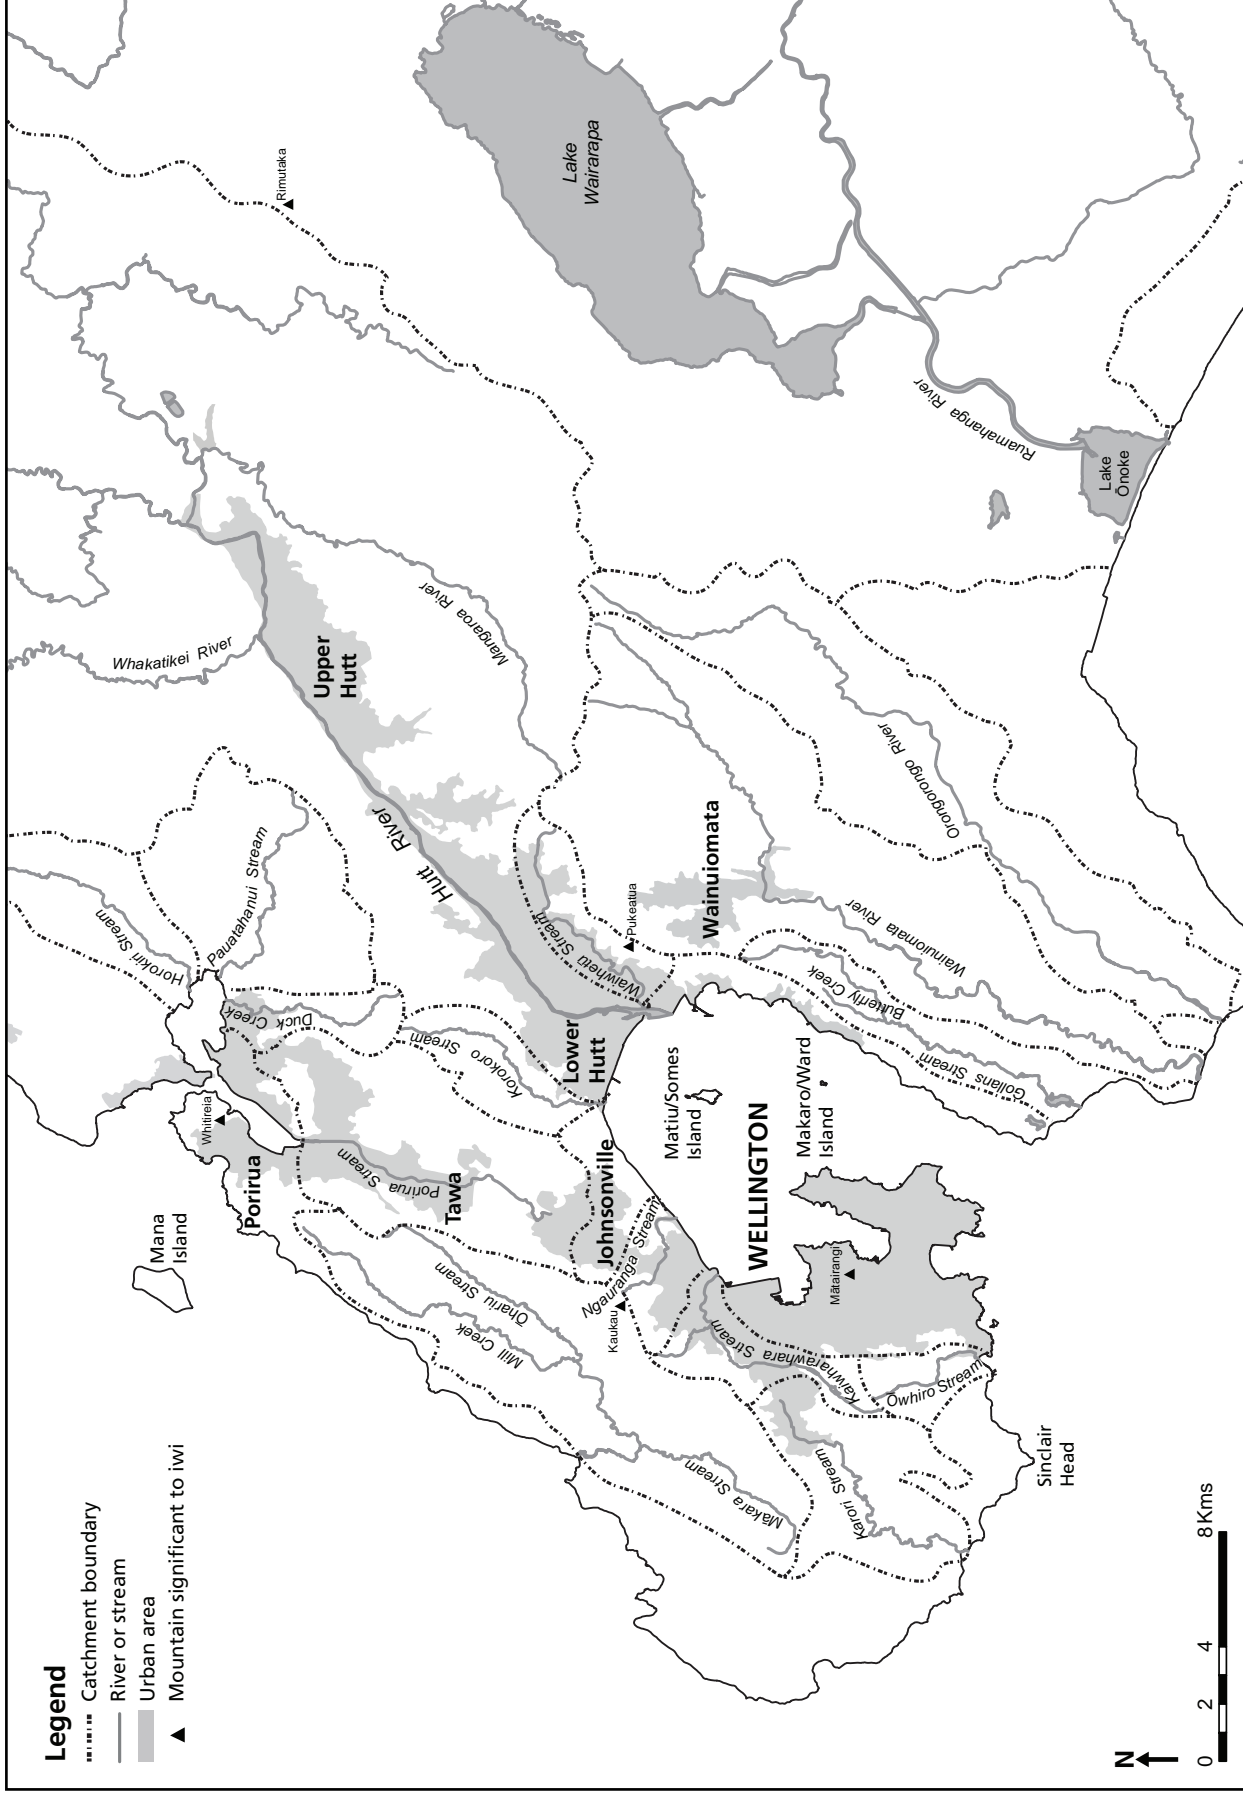 Legend
Catchment boundary
River or stream
Urban area
Mountain significant to iwi
Mana
Island
Porirua
Whitireia
Horokiri Stream
Pauatahanui Stream
Duck Creek
Whakatikei River
Rimutaka
Upper
Hutt
Hutt River
Mangaroa River
Korokoro Stream
Porirua Stream
Tawa
Ōhariu Stream
Mill Creek
Lower
Hutt
Waiwhetū Stream
Pukeatua
Johnsonville
Ngauranga Stream
Kaukau
Matiu/Somes
Island
Wainuiomata
WELLINGTON
Makaro/Ward
Island
Mātairangi
Kaiwharawhara Stream
Mākara Stream
Karori Stream
Ōwhiro Stream
Sinclair
Head
Butterfly Creek
Gollans Stream
Wainuiomata River
Orongorongo River
Lake
Wairarapa
Ruamahanga River
Lake
Ōnoke
N
0 2 4 8Kms